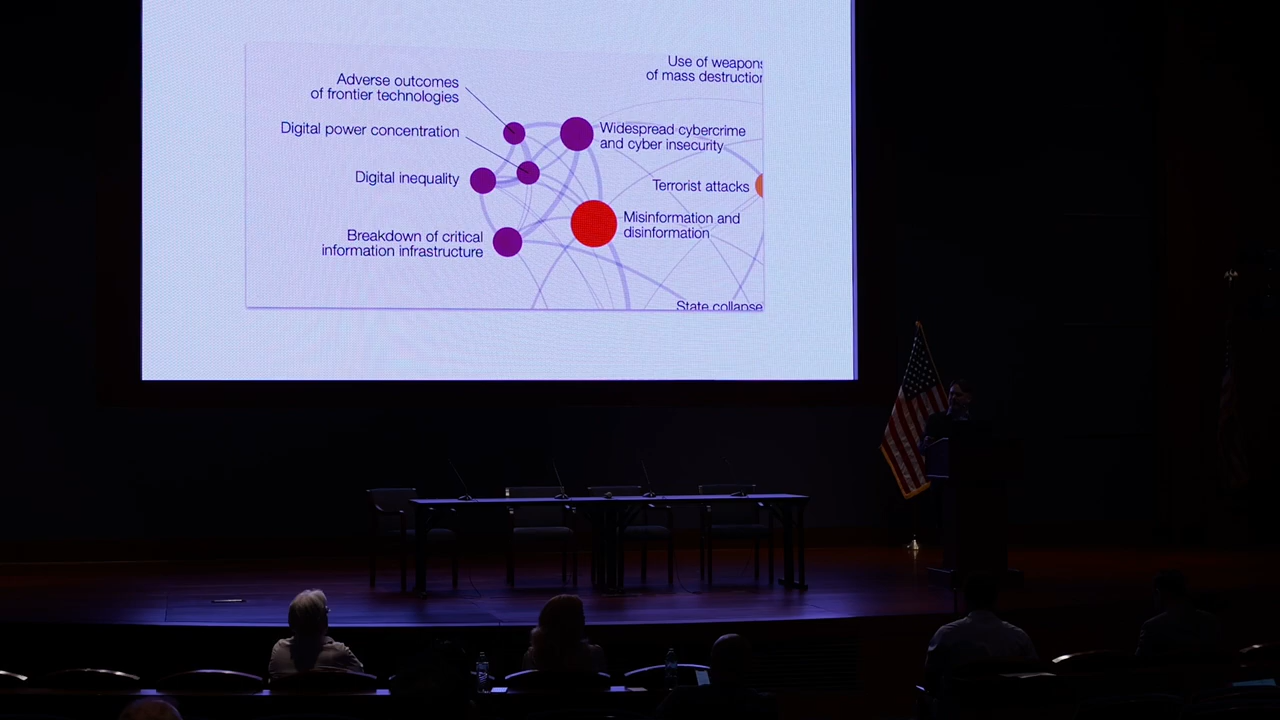 Use of weapons
of mass destruction
Adverse outcomes
of frontier technologies
Digital power concentration
Widespread cybercrime
and cyber insecurity
Digital inequality
Terrorist attacks
Misinformation and
disinformation
Breakdown of critical
information infrastructure
State collapse